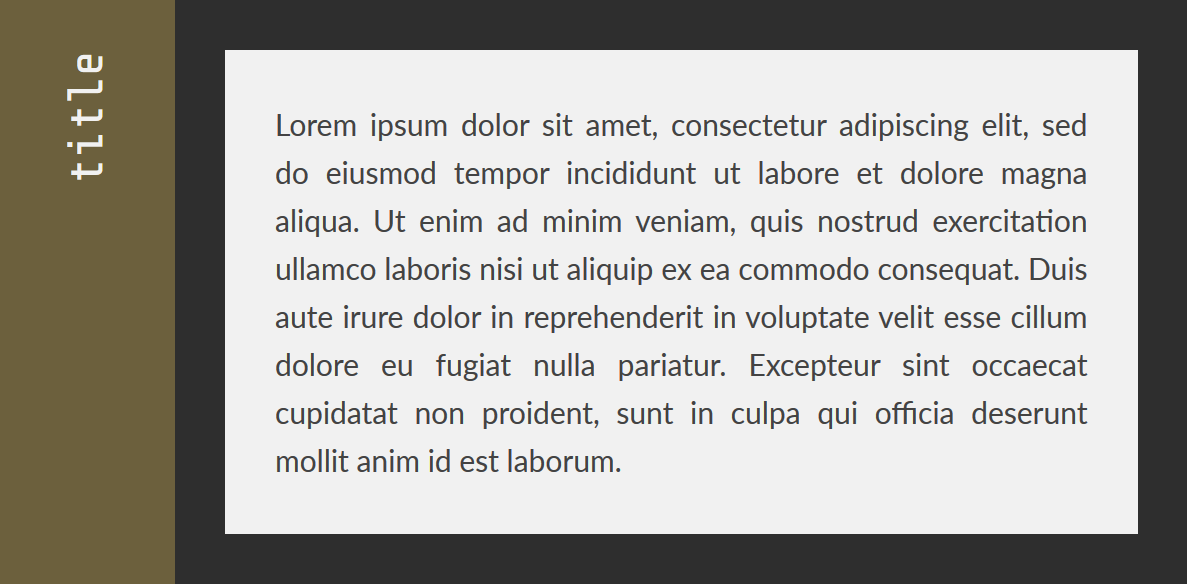 title
Lorem ipsum dolor sit amet, consectetur adipiscing elit, sed
do eiusmod tempor incididunt ut labore et dolore magna
aliqua. Ut enim ad minim veniam, quis nostrud exercitation
ullamco laboris nisi ut aliquip ex ea commodo consequat. Duis
aute irure dolor in reprehenderit in voluptate velit esse cillum
dolore eu fugiat nulla pariatur. Excepteur sint occaecat
cupidatat non proident, sunt in culpa qui officia deserunt
mollit anim id est laborum.